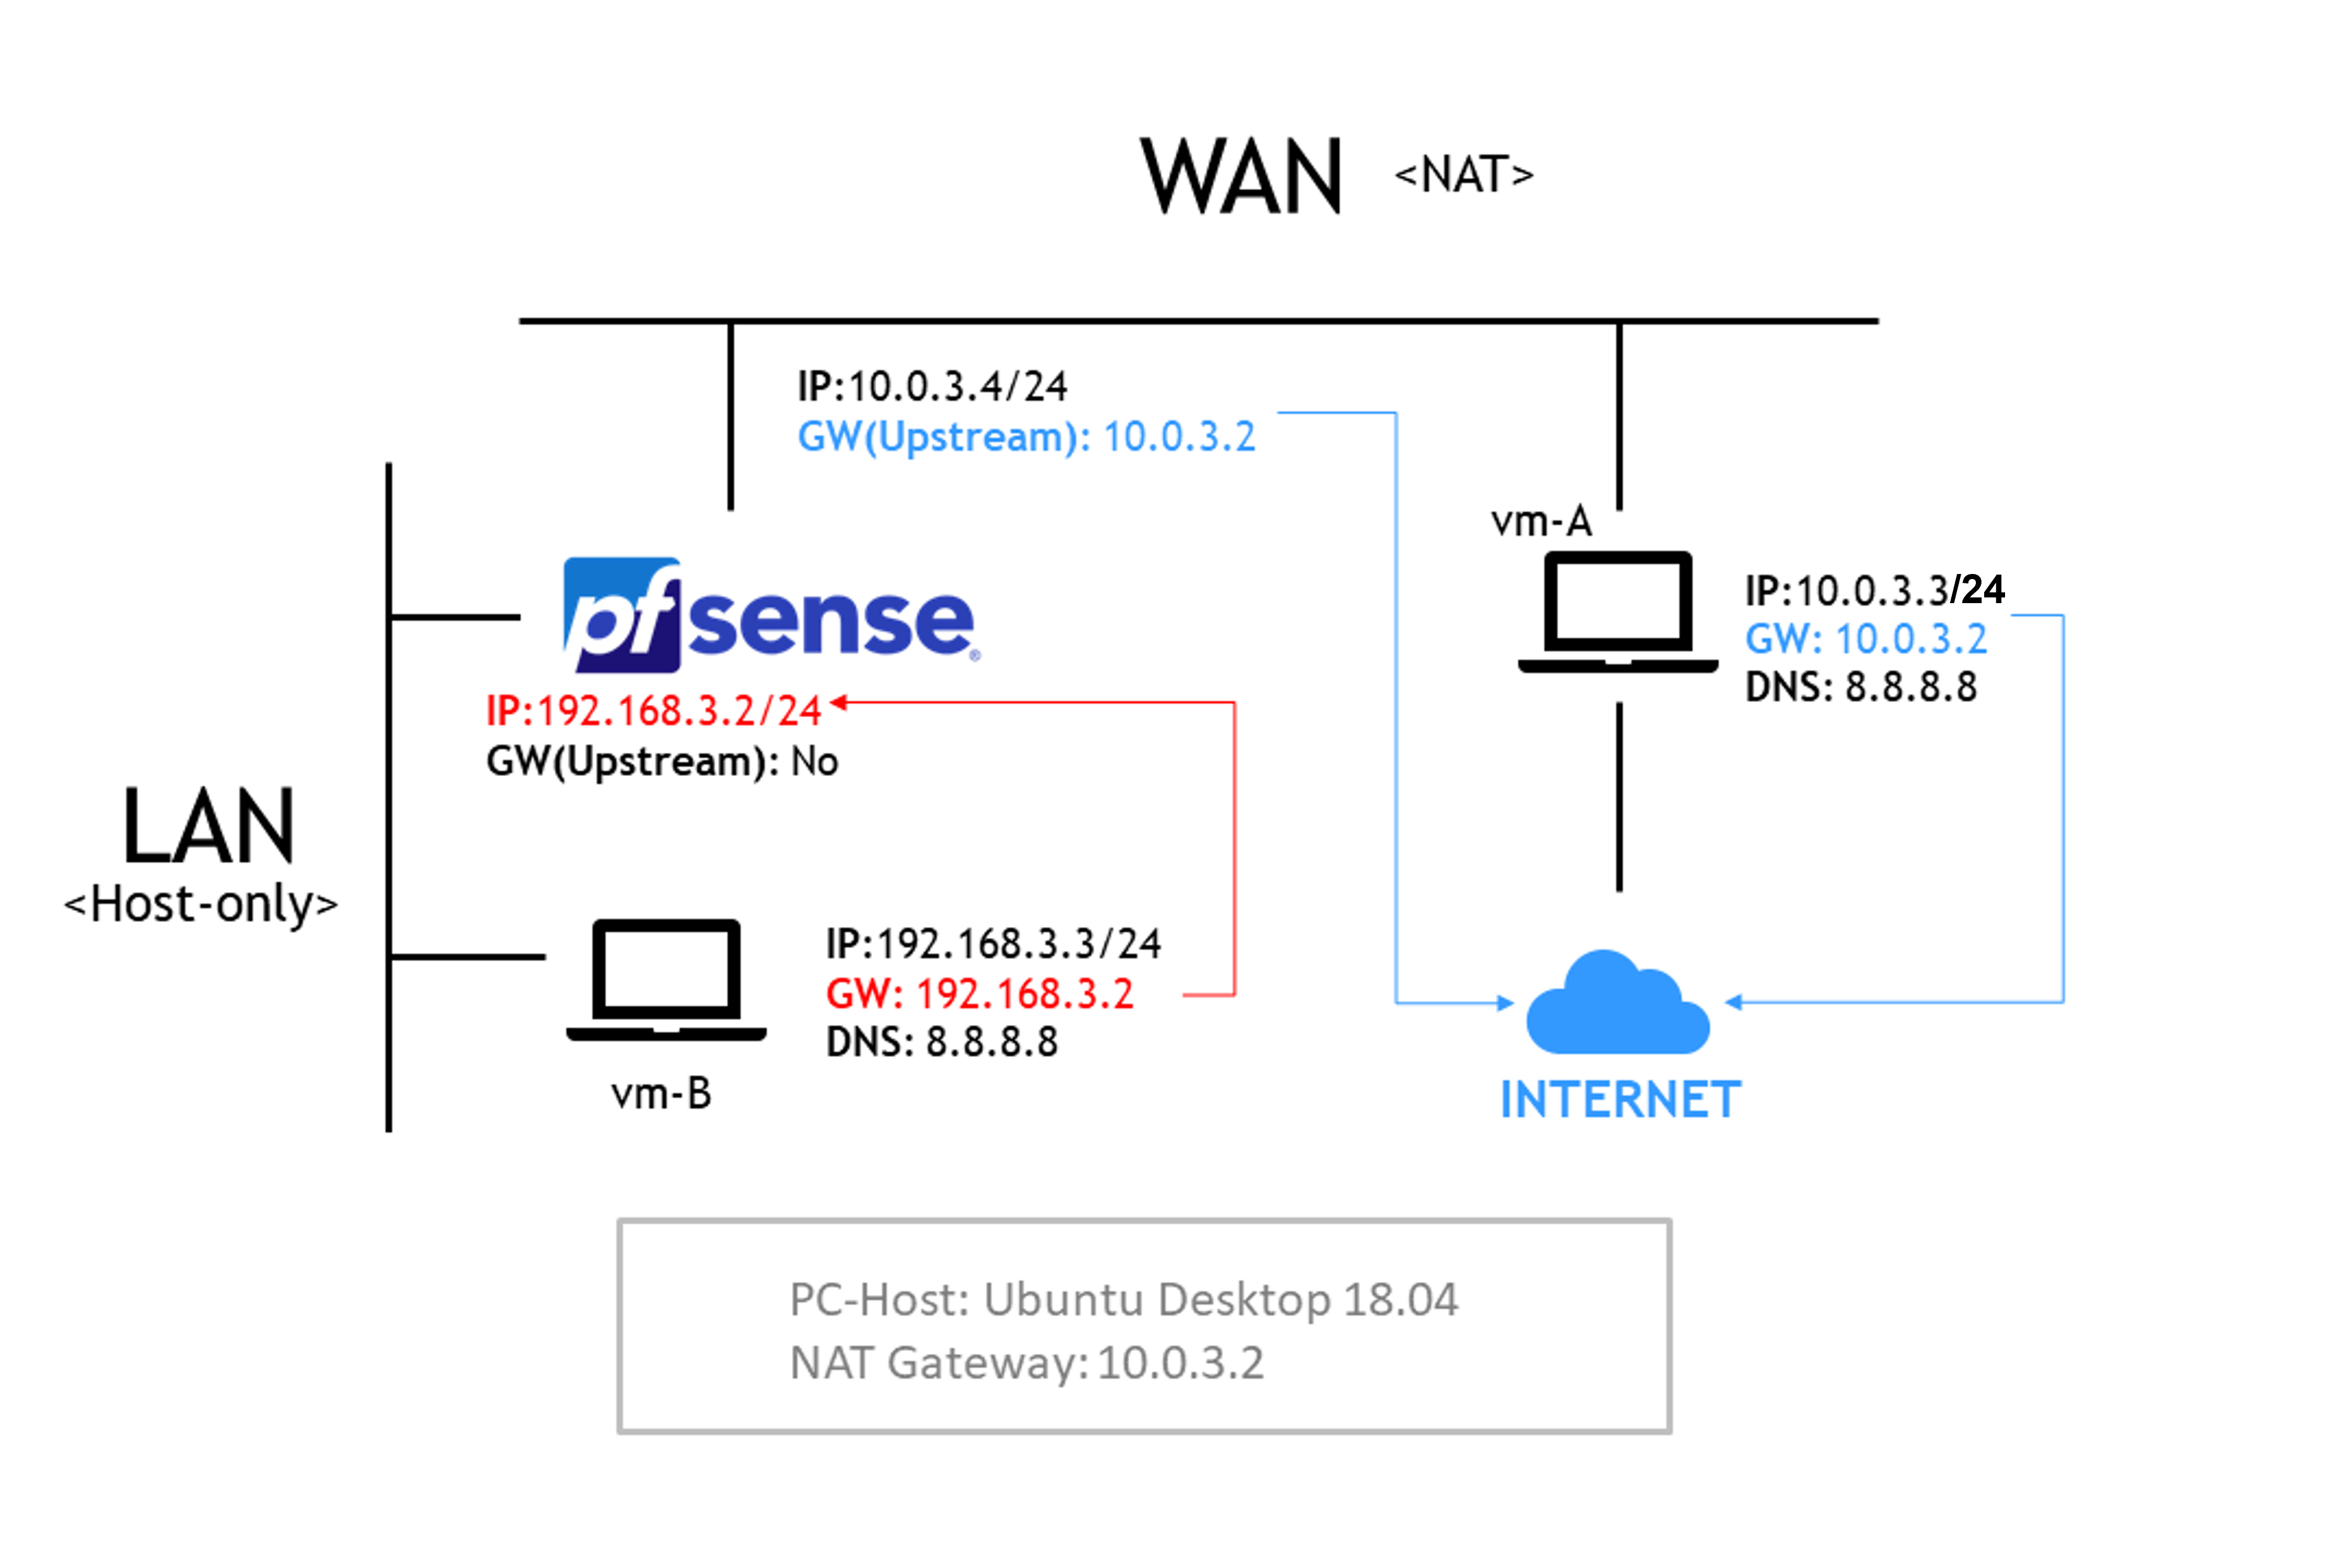 WAN <NAT>
IP:10.0.3.4/24
GW(Upstream): 10.0.3.2
vm-A
IP:10.0.3.3/24
GW: 10.0.3.2
DNS: 8.8.8.8
pfsense®
IP:192.168.3.2/24
GW(Upstream): No
LAN
<Host-only>
IP:192.168.3.3/24
GW: 192.168.3.2
DNS: 8.8.8.8
vm-B
INTERNET
PC-Host: Ubuntu Desktop 18.04
NAT Gateway: 10.0.3.2